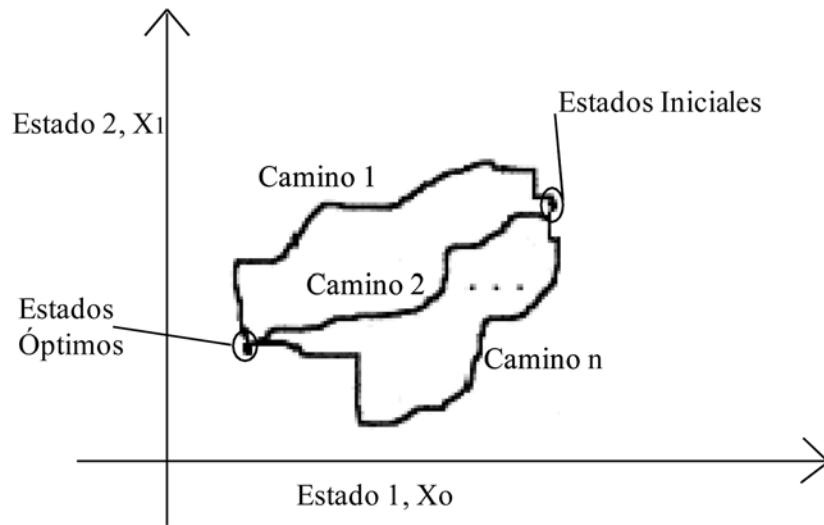 Estados Iniciales
Estado 2, X1
Camino 1
Camino 2
. . .
Estados
Óptimos
Camino n
Estado 1, Xo